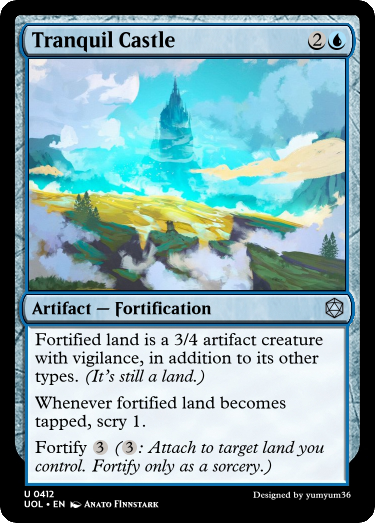 Tranquil Castle 2
Artifact — Fortification
Fortified land is a 3/4 artifact creature
with vigilance, in addition to its other
types. (It's still a land.)
Whenever fortified land becomes
tapped, scry 1.
Fortify 3 (3: Attach to target land you
control. Fortify only as a sorcery.)
U 0412
UOL • EN Anato Finnstark
Designed by yumyum36